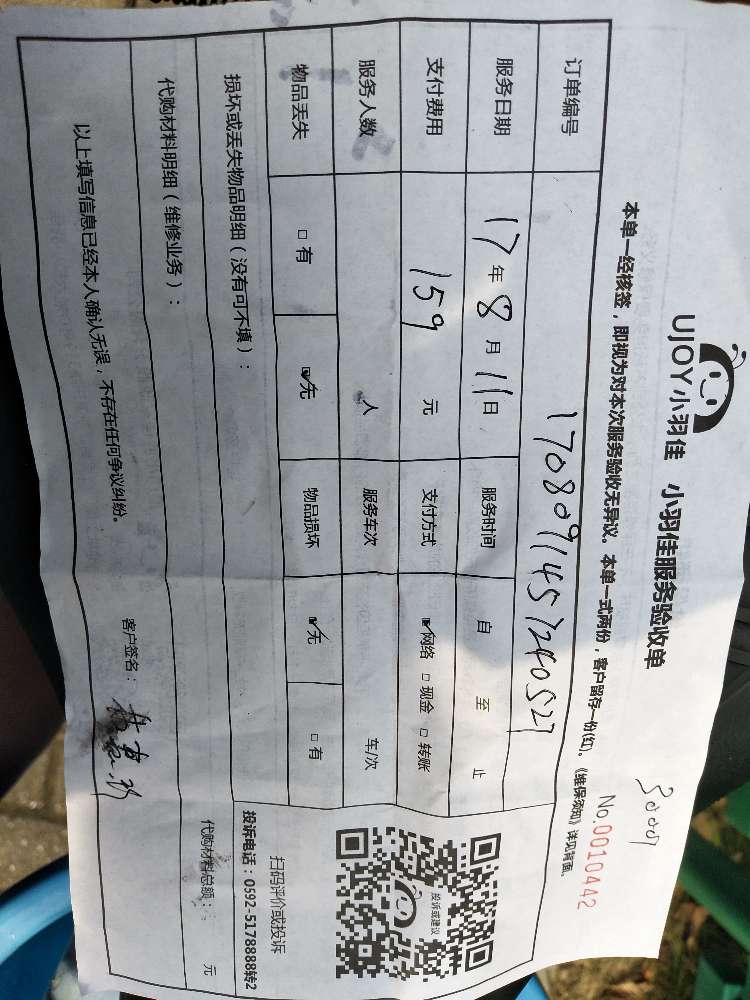 UJOY小羽佳 小羽佳服务验收单
30007
No.0010442
本单一经核签，即视为对本次服务验收无异议。本单一式两份，客户留存一份(红)。《维保须知》详见背面。
订单编号 1708091457240527
服务日期 17年8月11日 服务时间 自 至 止
支付费用 159 元 支付方式 ☑网络 □现金 □转账
服务人数 人 服务车次 车/次
物品丢失 □有 ☑无 物品损坏 ☑无 □有
投诉或建议
扫码评价或投诉
投诉电话：0592-5178888转2
损坏或丢失物品明细（没有可不填）：
代购材料明细（维修业务）：
代购材料总额： 元
以上填写信息已经本人确认无误，不存在任何争议纠纷。
客户签名：